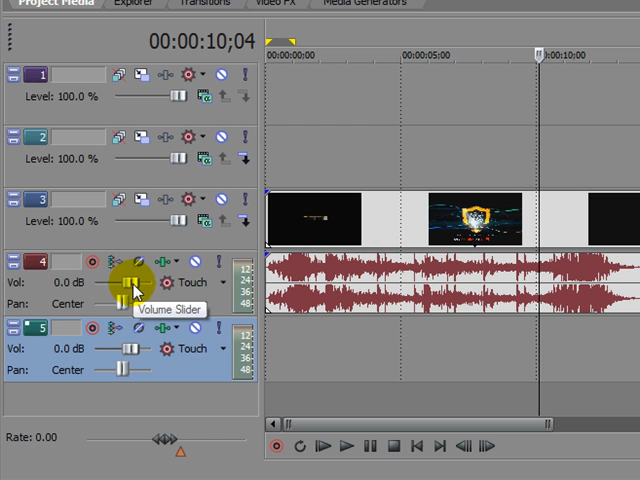 Project Media Explorer Transitions Video FX Media Generators
00:00:10;04
00:00:00;00 00:00:05;00 0:00:10;00
1
Level: 100.0 %
2
Level: 100.0 %
3
Level: 100.0 %
4
12
24
36
48
Vol: 0.0 dB Touch
Pan: Center
Volume Slider
5
12
24
36
48
Vol: 0.0 dB Touch
Pan: Center
Rate: 0.00